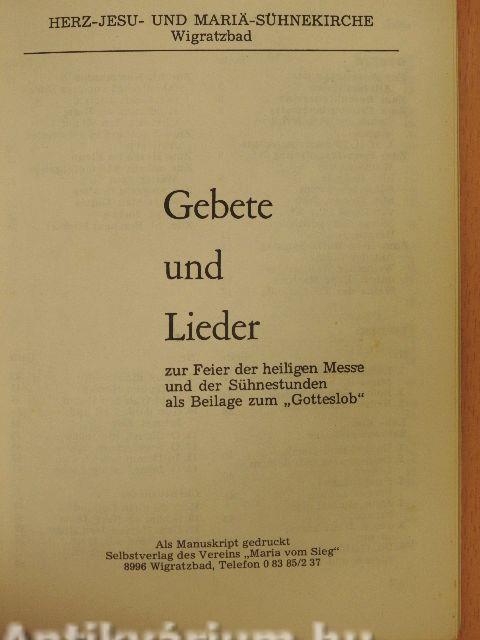 HERZ-JESU- UND MARIÄ-SÜHNEKIRCHE
Wigratzbad
Gebete
und
Lieder
zur Feier der heiligen Messe
und der Sühnestunden
als Beilage zum „Gotteslob“
Als Manuskript gedruckt
Selbstverlag des Vereins „Maria vom Sieg“
8996 Wigratzbad, Telefon 0 83 85/2 37
Antikvárium.hu